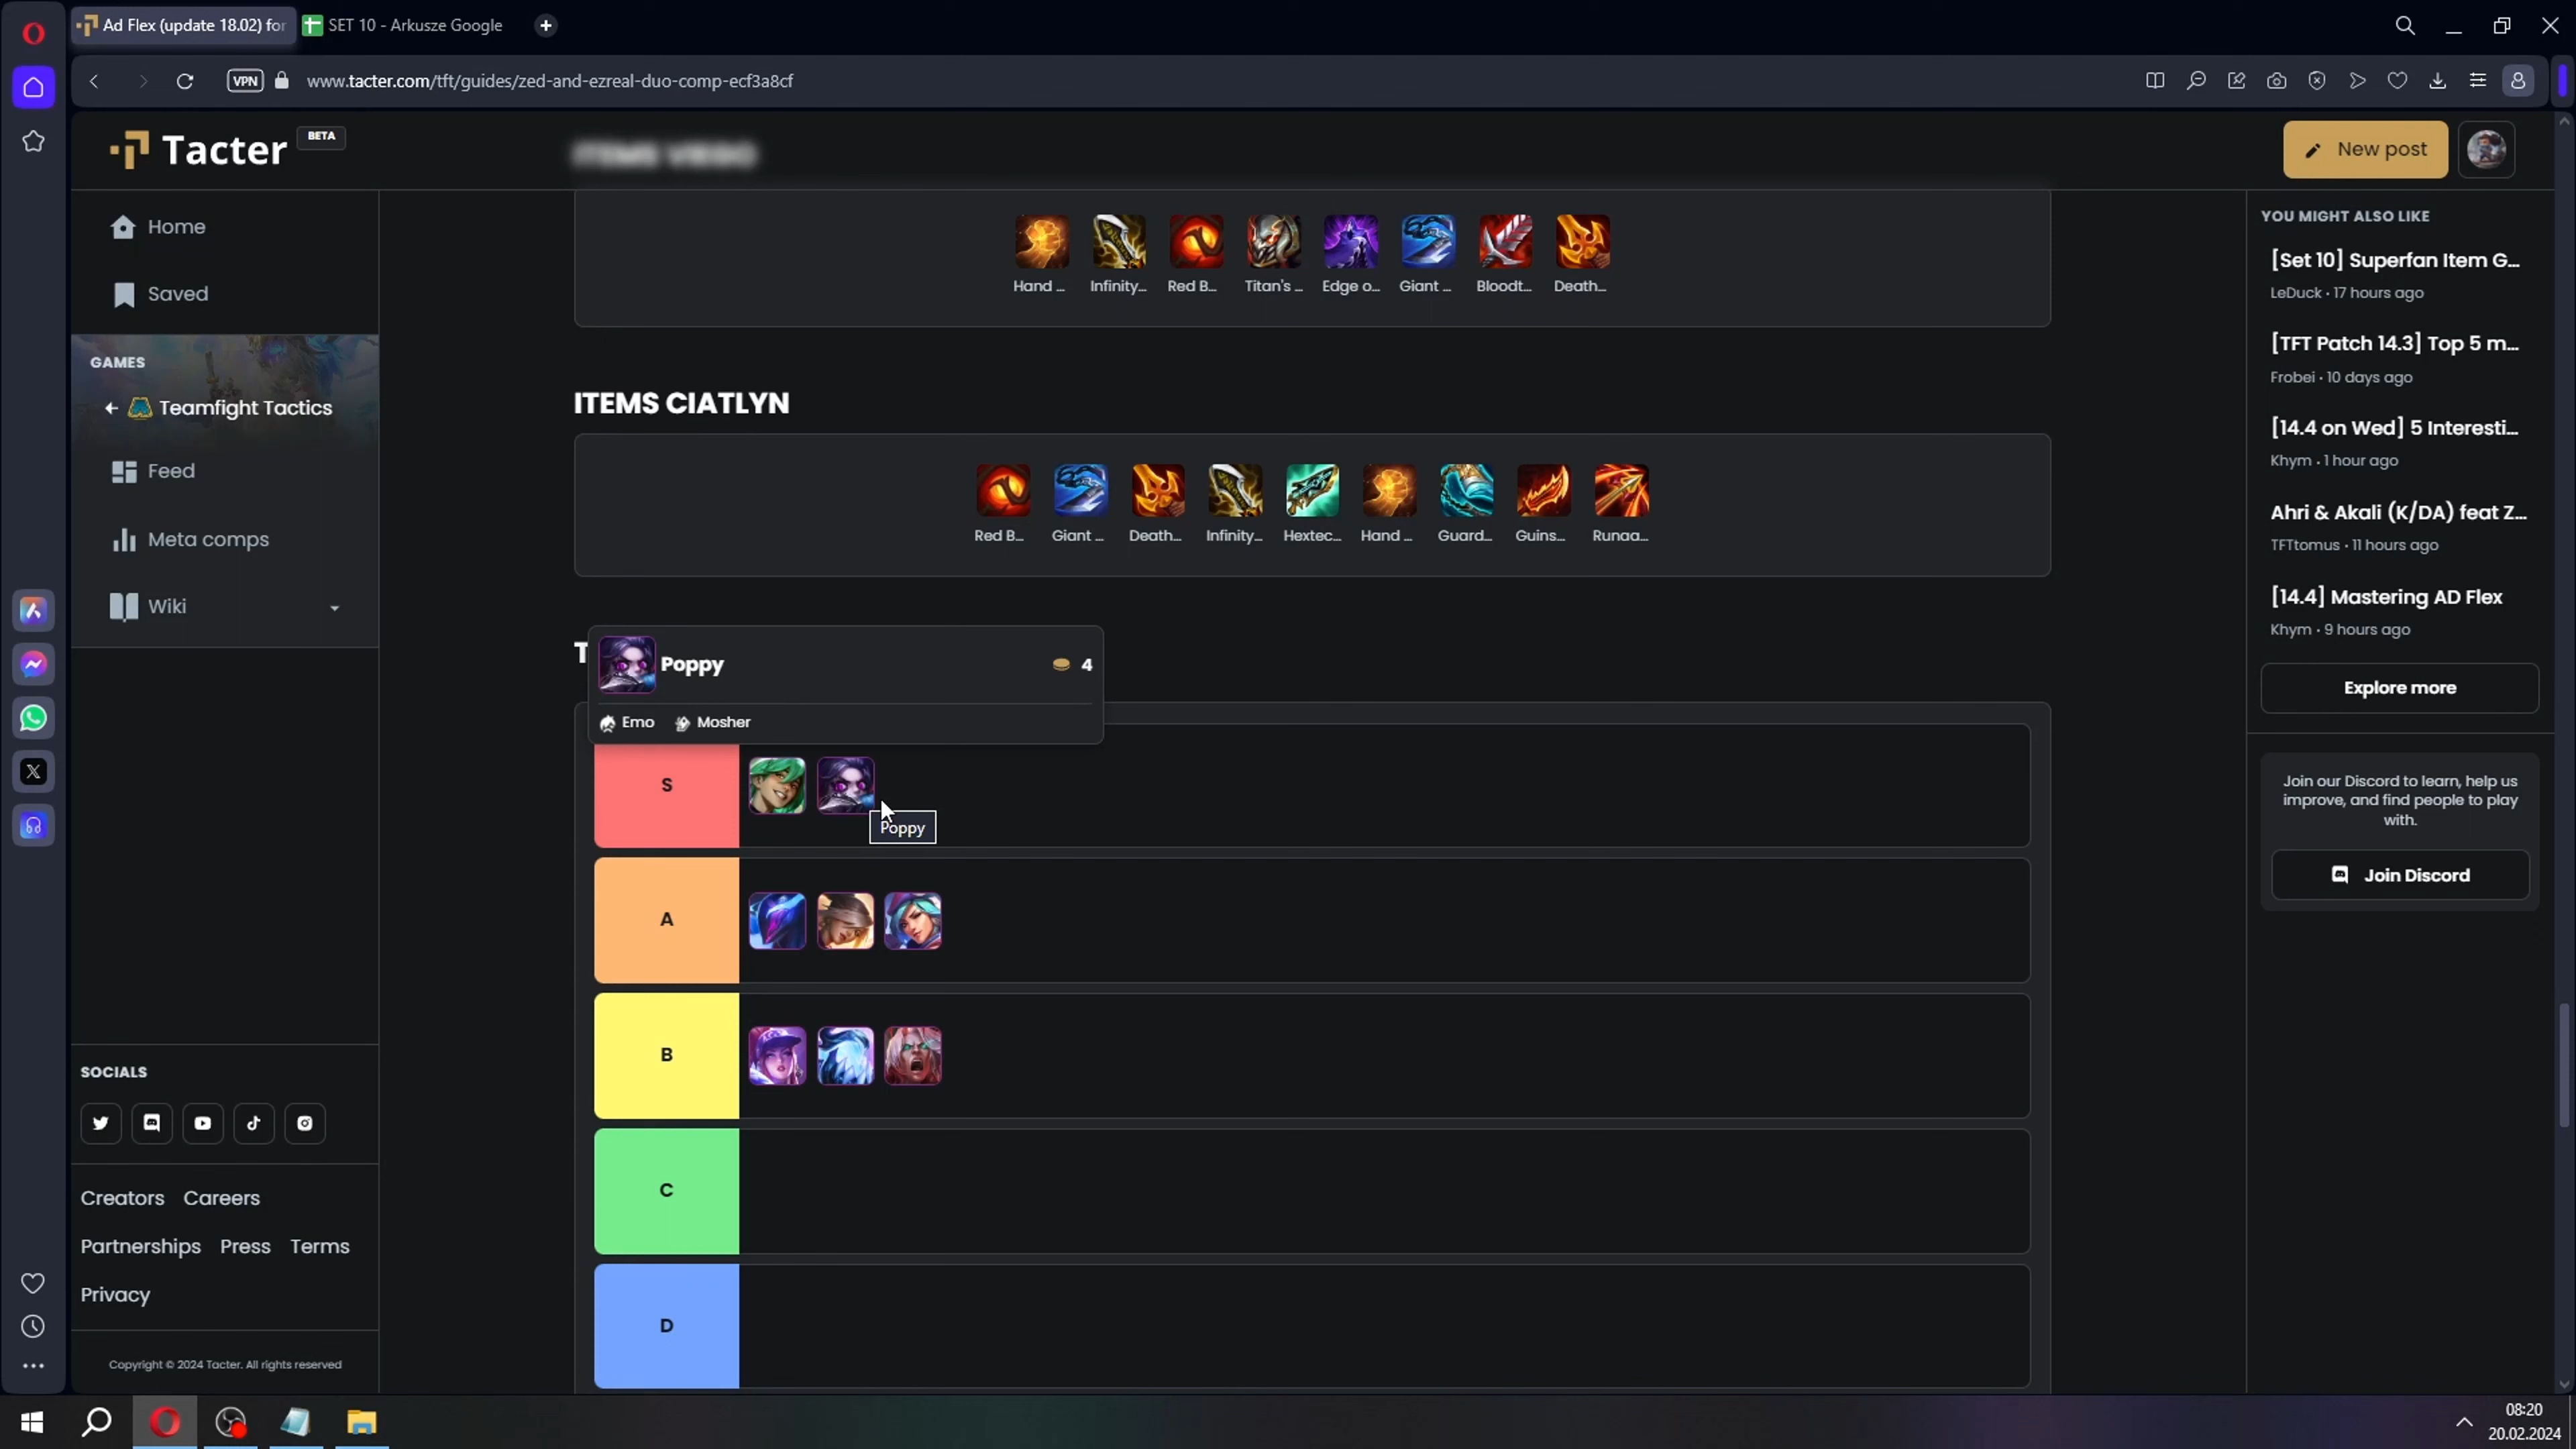 Ad Flex (update 18.02) for
SET 10 - Arkusze Google
VPN
www.tacter.com/tft/guides/zed-and-ezreal-duo-comp-ecf3a8cf
Tacter
BETA
ITEMS VIEGO
New post
Home
Saved
GAMES
Teamfight Tactics
Feed
Meta comps
Wiki
SOCIALS
Creators Careers
Partnerships Press Terms
Privacy
Copyright © 2024 Tacter. All rights reserved
Hand ... Infinity... Red B... Titan's ... Edge o... Giant ... Bloodt... Death...
ITEMS CIATLYN
Red B... Giant ... Death... Infinity... Hextec... Hand ... Guard... Guins... Runaa...
T
Poppy 4
Emo Mosher
S
Poppy
A
B
C
D
YOU MIGHT ALSO LIKE
[Set 10] Superfan Item G...
LeDuck • 17 hours ago
[TFT Patch 14.3] Top 5 m...
Frobei • 10 days ago
[14.4 on Wed] 5 Interesti...
Khym • 1 hour ago
Ahri & Akali (K/DA) feat Z...
TFTtomus • 11 hours ago
[14.4] Mastering AD Flex
Khym • 9 hours ago
Explore more
Join our Discord to learn, help us
improve, and find people to play
with.
Join Discord
08:20
20.02.2024